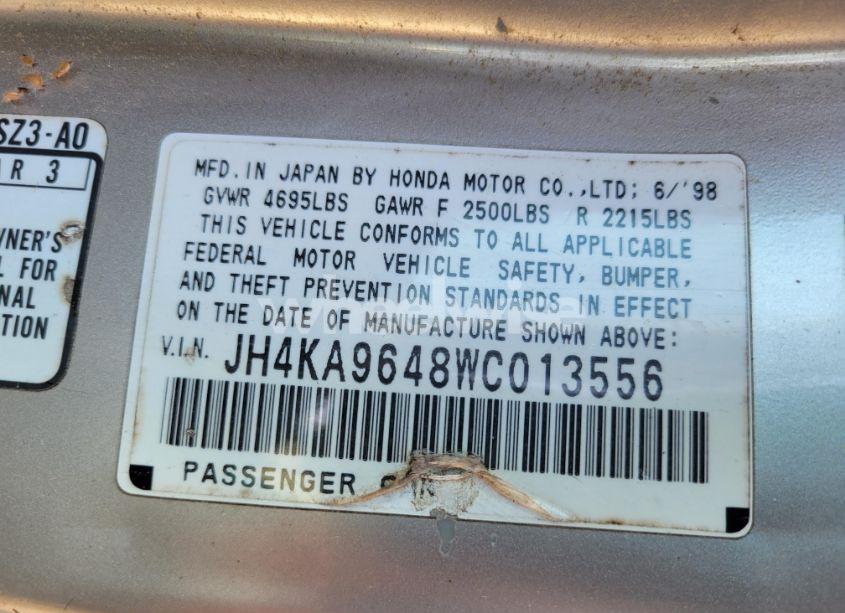 SZ3-A0
AR 3
WNER'S
L FOR
NAL
TION
MFD. IN JAPAN BY HONDA MOTOR CO.,LTD; 6/'98
GVWR 4695LBS GAWR F 2500LBS R 2215LBS
THIS VEHICLE CONFORMS TO ALL APPLICABLE
FEDERAL MOTOR VEHICLE SAFETY, BUMPER,
AND THEFT PREVENTION STANDARDS IN EFFECT
ON THE DATE OF MANUFACTURE SHOWN ABOVE:
V.I.N. JH4KA9648WC013556
PASSENGER